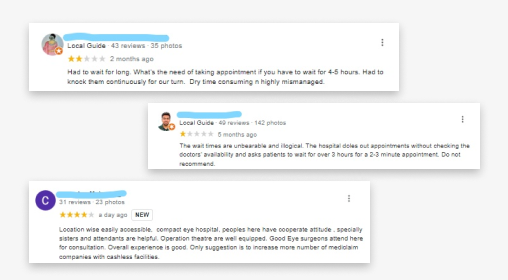 Local Guide · 43 reviews · 35 photos
2 months ago
Had to wait for long. What's the need of taking appointment if you have to wait for 4-5 hours. Had to
knock them continuously for our turn. Dry time consuming n highly mismanaged.
Local Guide · 49 reviews · 142 photos
5 months ago
The wait times are unbearable and illogical. The hospital doles out appointments without checking the
doctors' availability and asks patients to wait for over 3 hours for a 2-3 minute appointment. Do not
recommend.
C
31 reviews · 23 photos
a day ago NEW
Location wise easily accessible, compact eye hospital, peoples here have cooperate attitude , specially
sisters and attendants are helpful. Operation theatre are well equipped. Good Eye surgeons attend here
for consultation. Overall experience is good. Only suggestion is to increase more number of mediclaim
companies with cashless facilities.